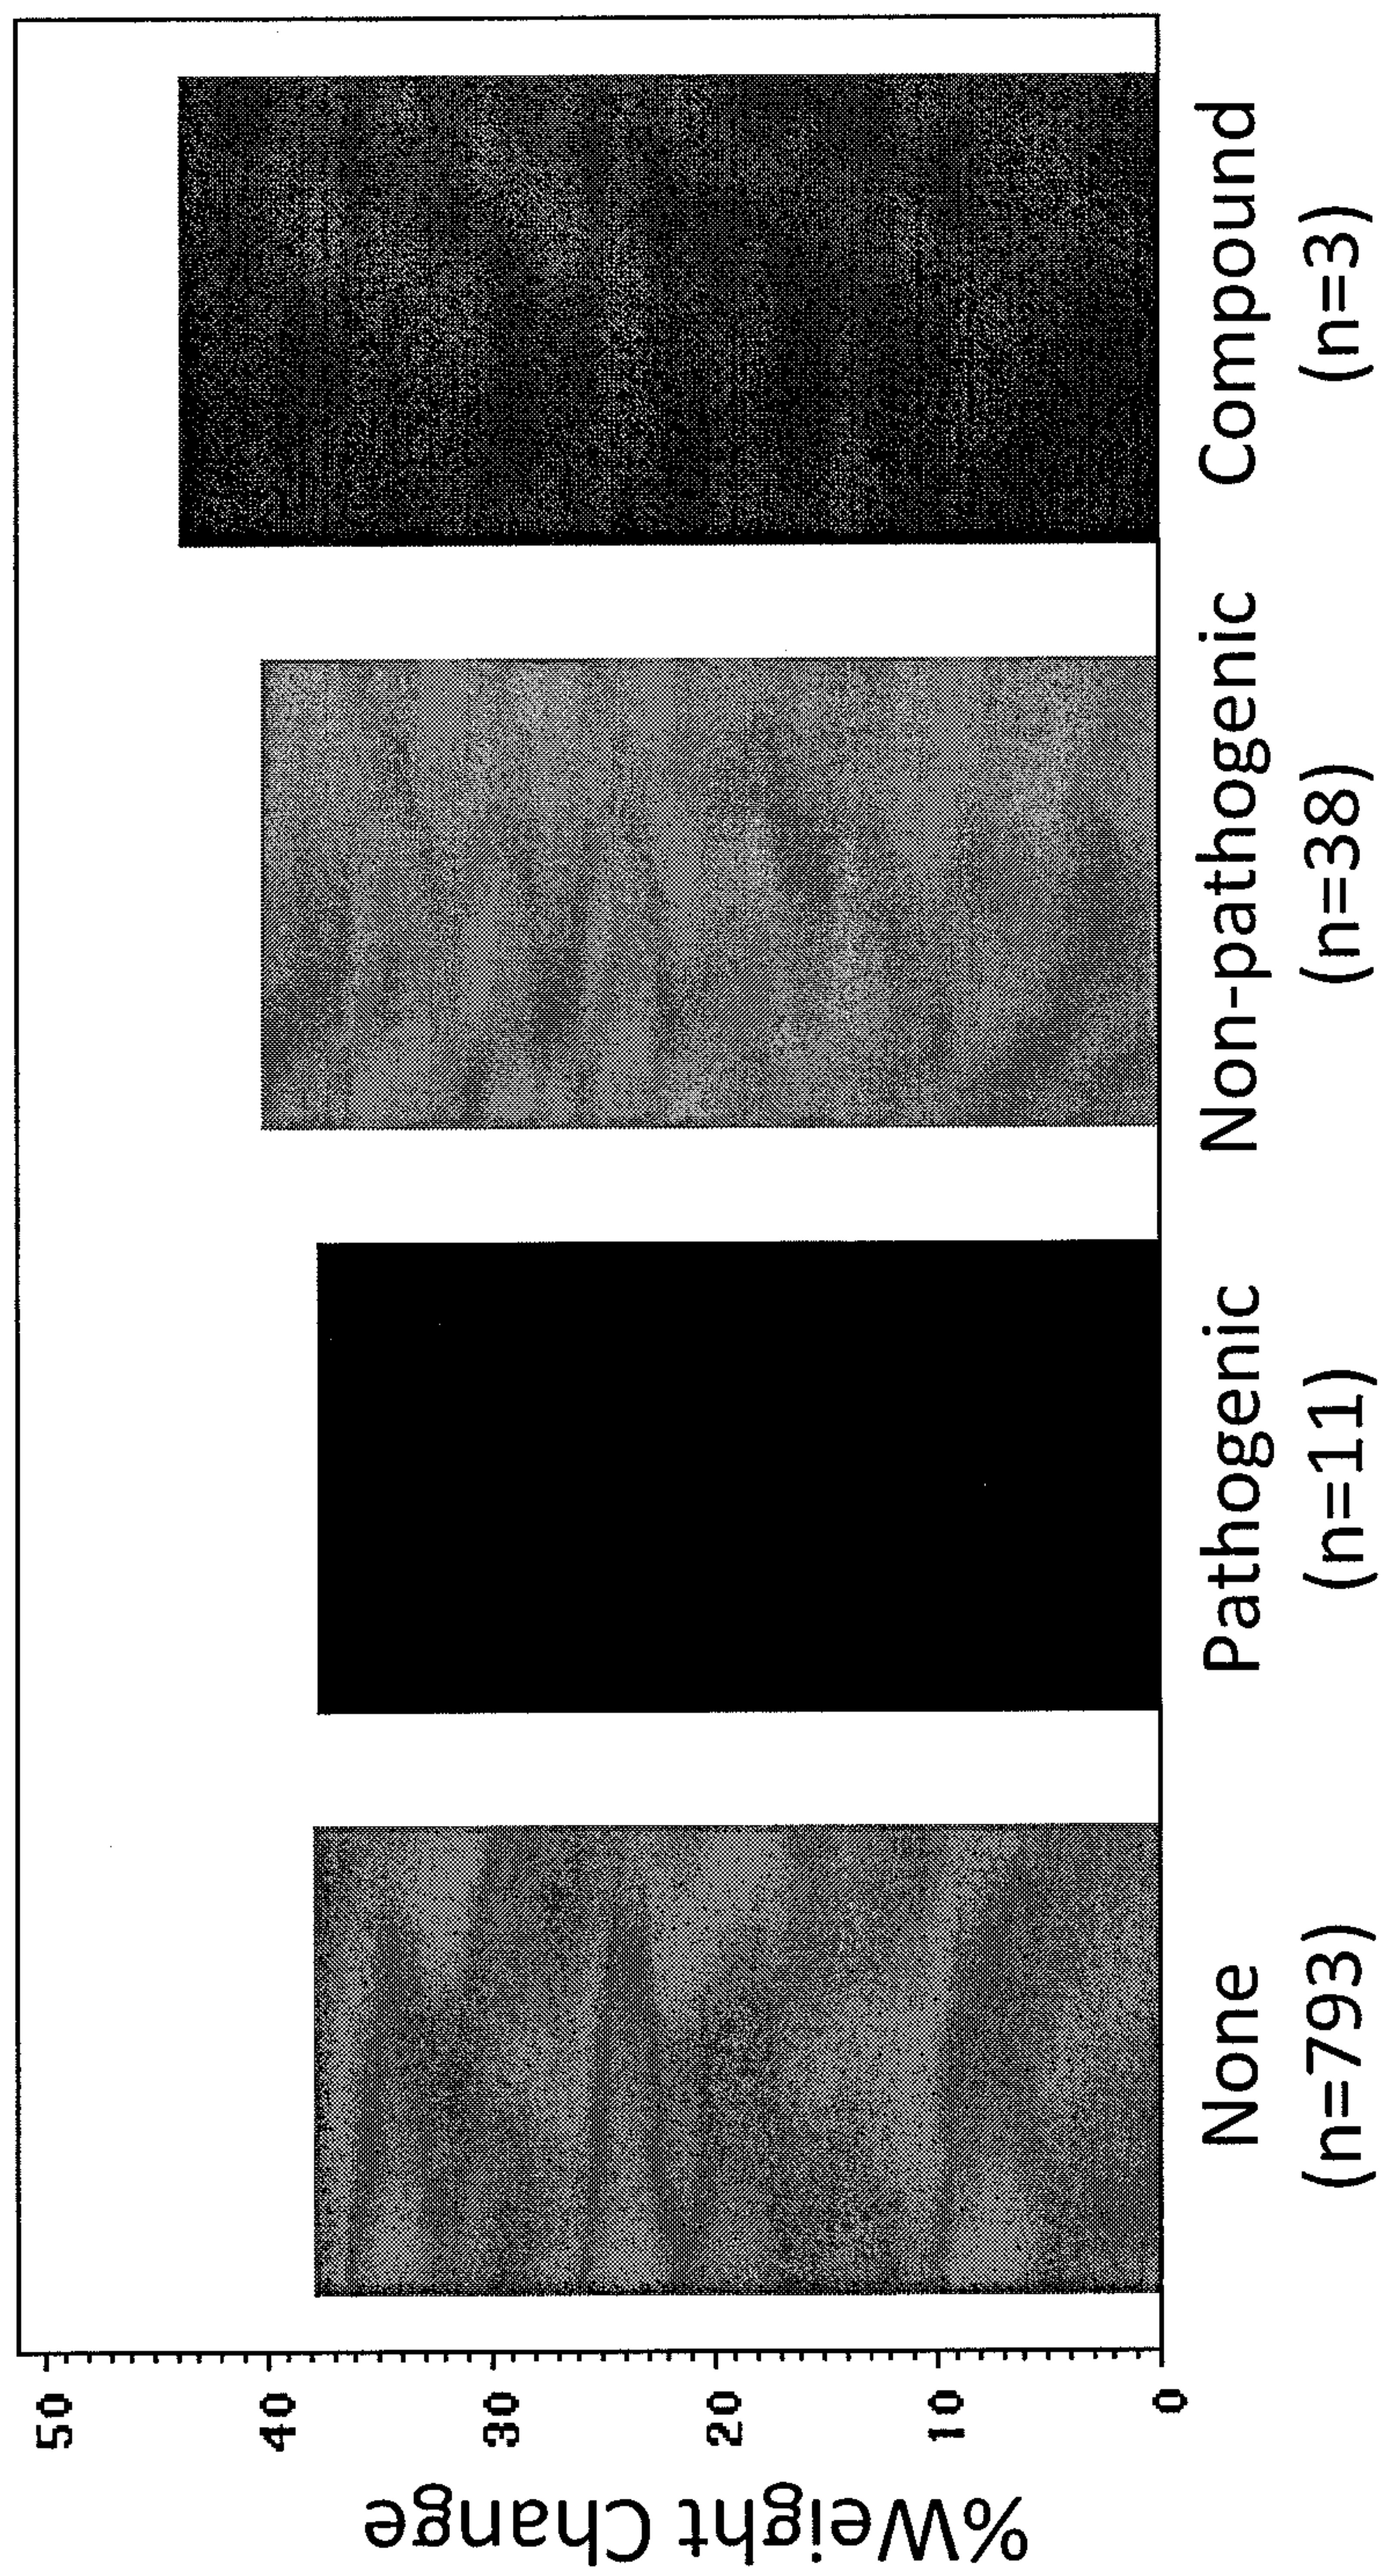 %Weight Change
50
40
30
20
10
0
None
(n=793)
Pathogenic
(n=11)
Non-pathogenic
(n=38)
Compound
(n=3)